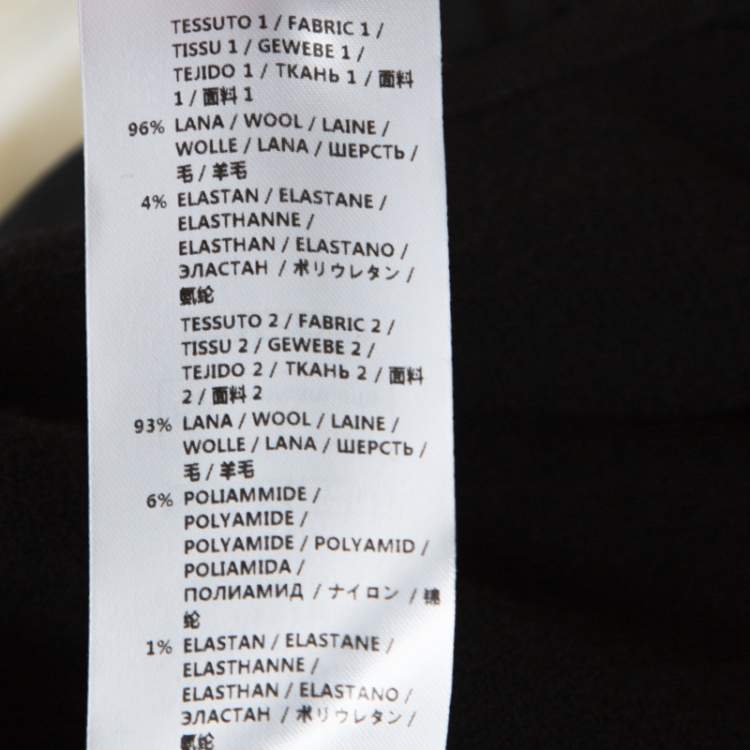 TESSUTO 1 / FABRIC 1 /
TISSU 1 / GEWEBE 1 /
TEJIDO 1 / ТКАНЬ 1 / 面料
1 / 面料 1
96% LANA / WOOL / LAINE /
WOLLE / LANA / ШЕРСТЬ /
毛 / 羊毛
4% ELASTAN / ELASTANE /
ELASTHANNE /
ELASTHAN / ELASTANO /
ЭЛАСТАН / ポリウレタン /
氨纶
TESSUTO 2 / FABRIC 2 /
TISSU 2 / GEWEBE 2 /
TEJIDO 2 / ТКАНЬ 2 / 面料
2 / 面料 2
93% LANA / WOOL / LAINE /
WOLLE / LANA / ШЕРСТЬ /
毛 / 羊毛
6% POLIAMMIDE /
POLYAMIDE /
POLYAMIDE / POLYAMID /
POLIAMIDA /
ПОЛИАМИД / ナイロン / 锦
纶
1% ELASTAN / ELASTANE /
ELASTHANNE /
ELASTHAN / ELASTANO /
ЭЛАСТАН / ポリウレタン /
氨纶